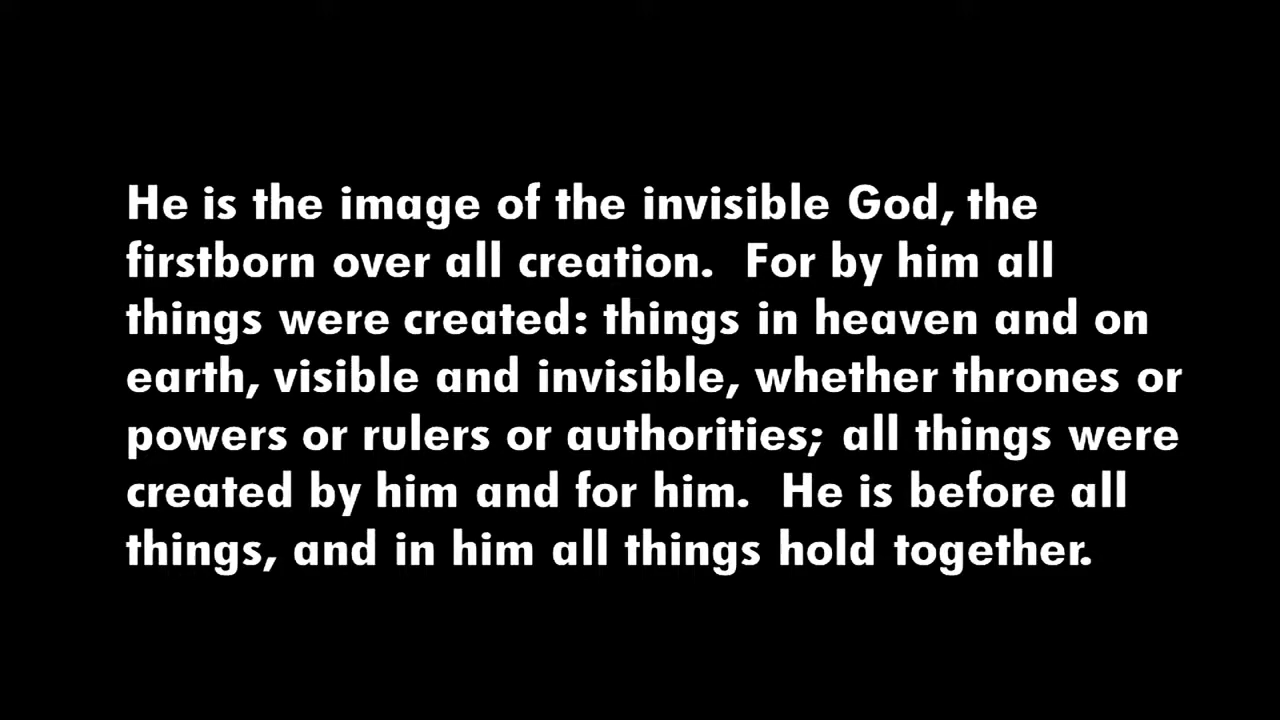 He is the image of the invisible God, the
firstborn over all creation.  For by him all
things were created: things in heaven and on
earth, visible and invisible, whether thrones or
powers or rulers or authorities; all things were
created by him and for him.  He is before all
things, and in him all things hold together.